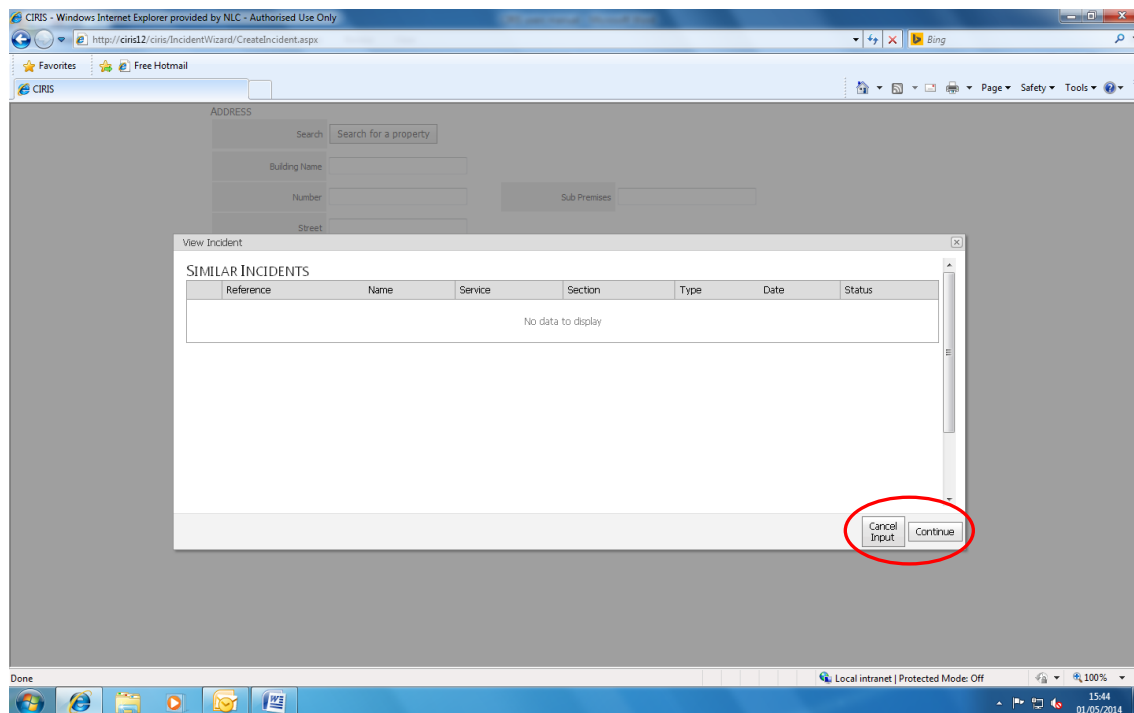 CIRIS - Windows Internet Explorer provided by NLC - Authorised Use Only
http://ciris12/ciris/IncidentWizard/CreateIncident.aspx
Bing
Favorites Free Hotmail
CIRIS
Page Safety Tools
ADDRESS
Search Search for a property
Building Name
Number Sub Premises
Street
View Incident
SIMILAR INCIDENTS
Reference Name Service Section Type Date Status
No data to display
Cancel
Input
Continue
Done Local intranet | Protected Mode: Off 100%
15:44
01/05/2014